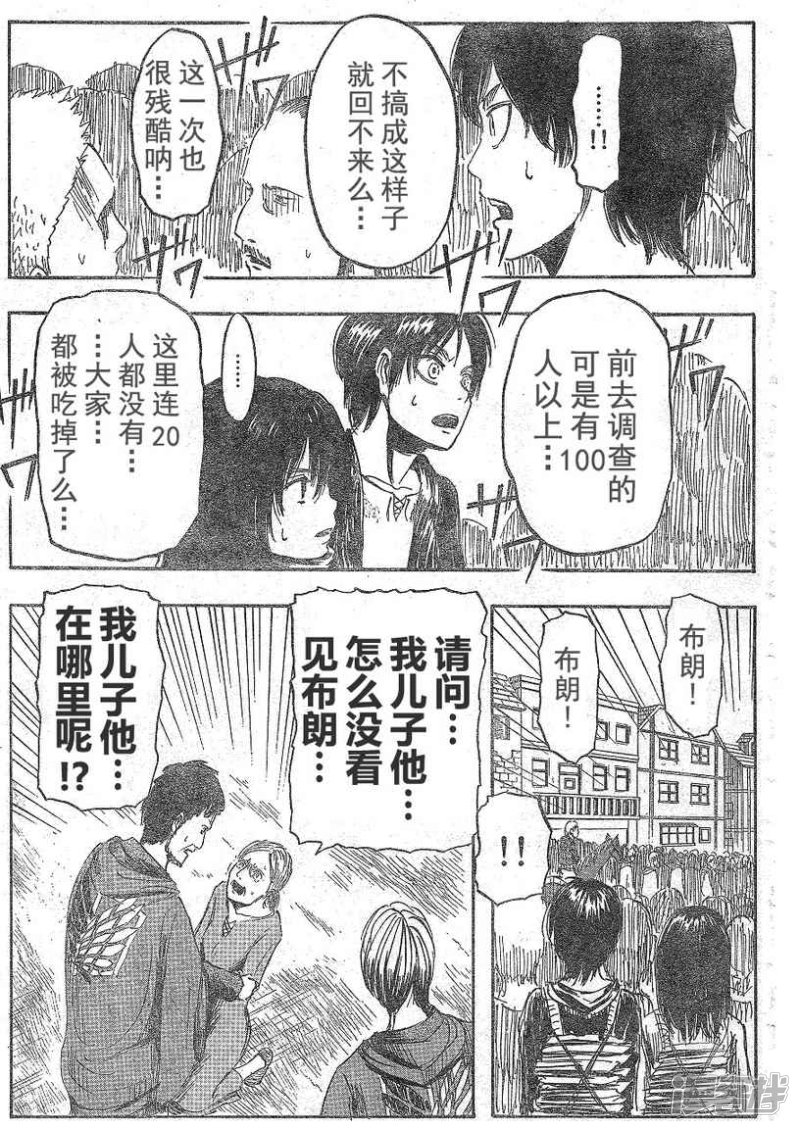 ……!!
不搞成这样子
就回不来么…
这一次也
很残酷呐
…
前去调查的
可是有100
人以上…
……
这里连20
人都没有…
…大家…
都被吃掉了么…
布朗！
布朗！
!!
请问…
我儿子他…
怎么没看
见布朗…
我儿子他…
在哪里呢!?